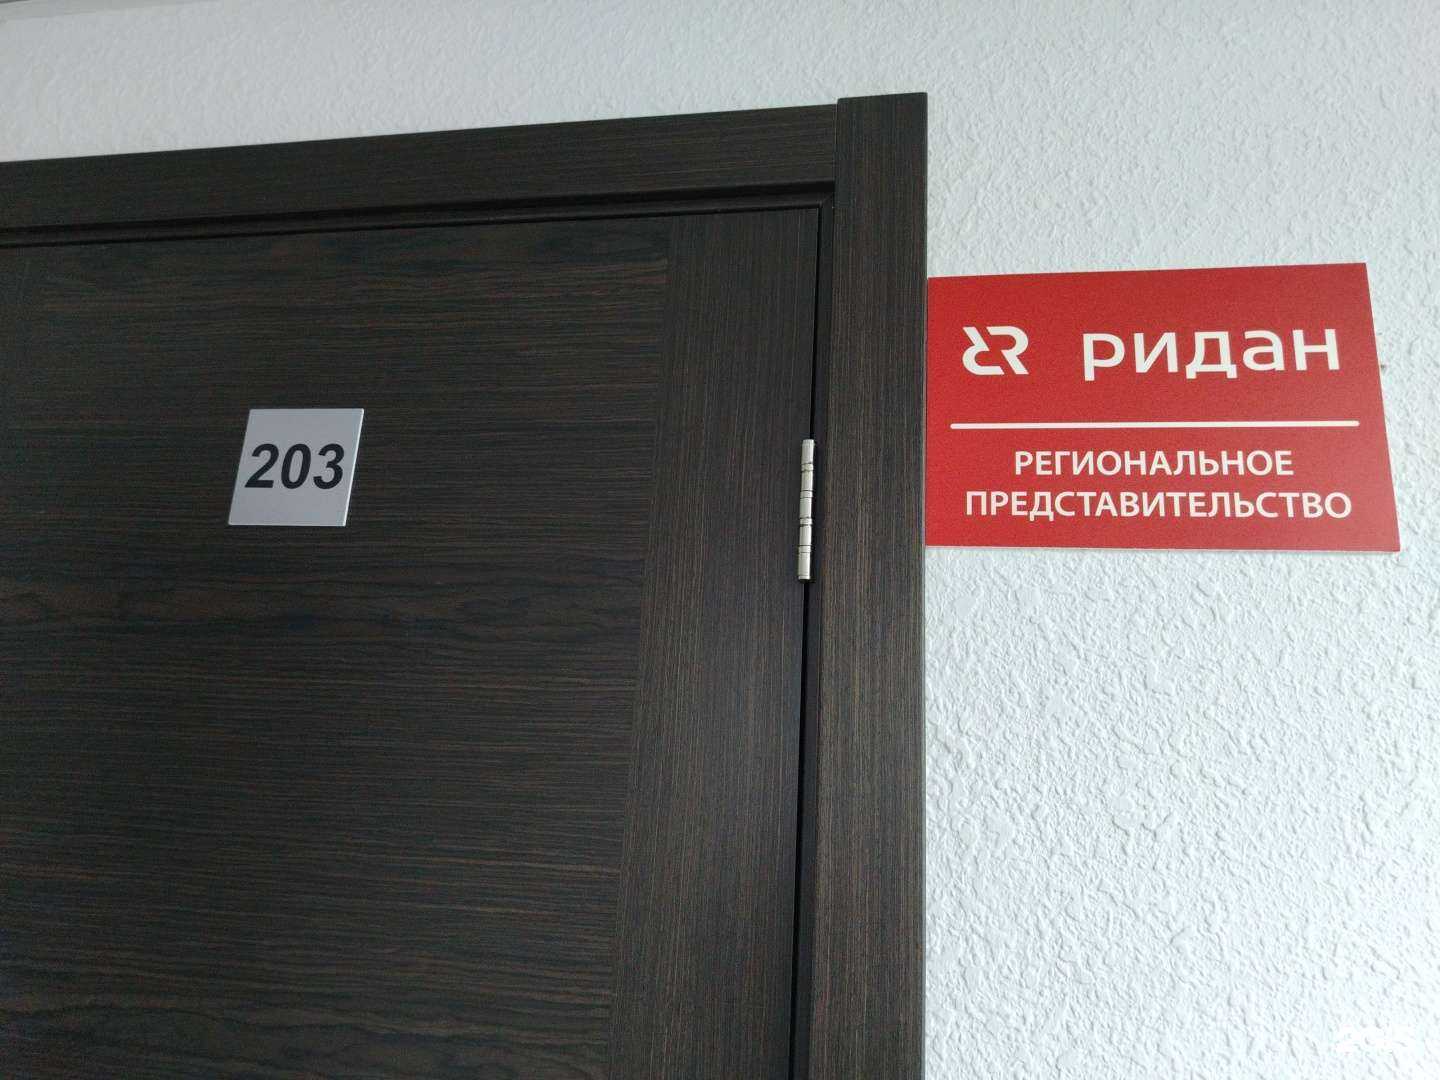 203
ридан
РЕГИОНАЛЬНОЕ
ПРЕДСТАВИТЕЛЬСТВО